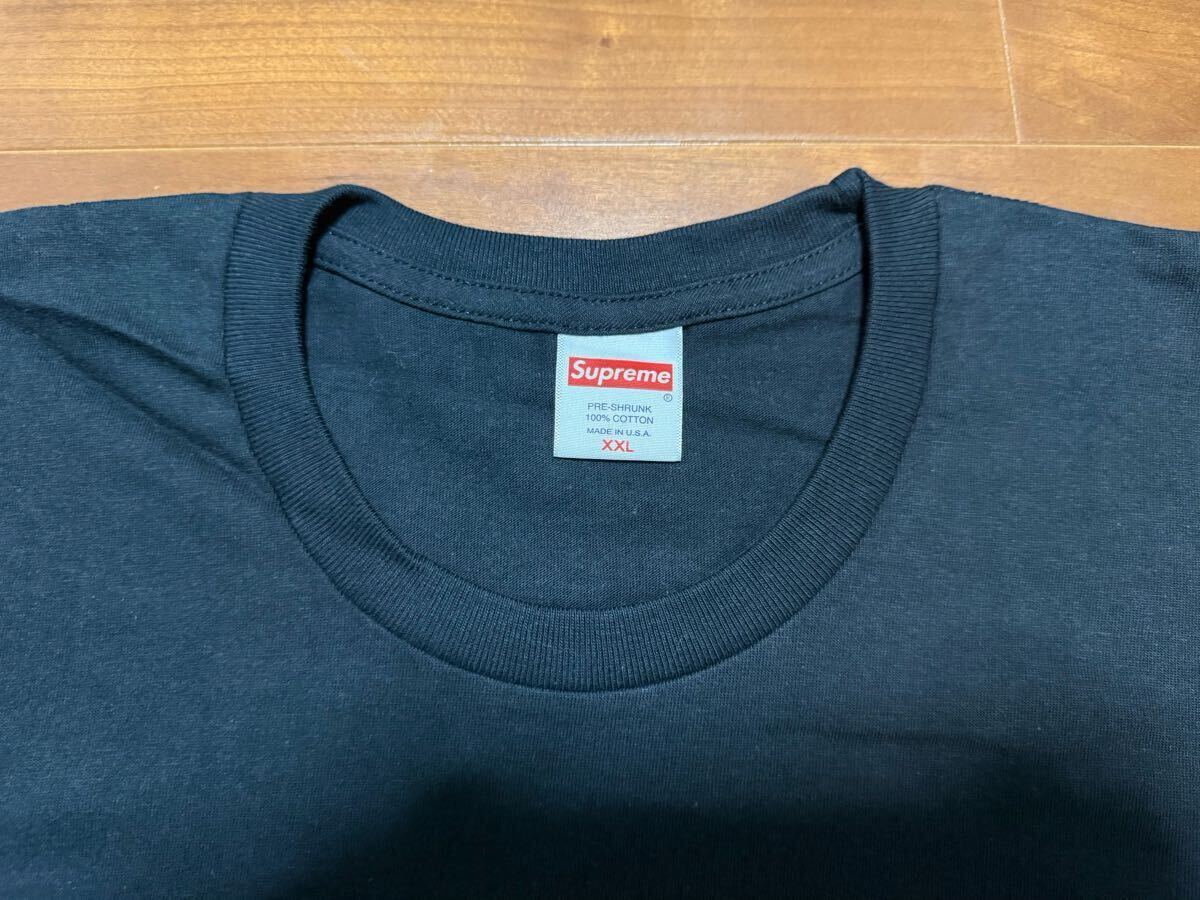 Supreme
®
PRE-SHRUNK
100% COTTON
MADE IN U.S.A.
XXL